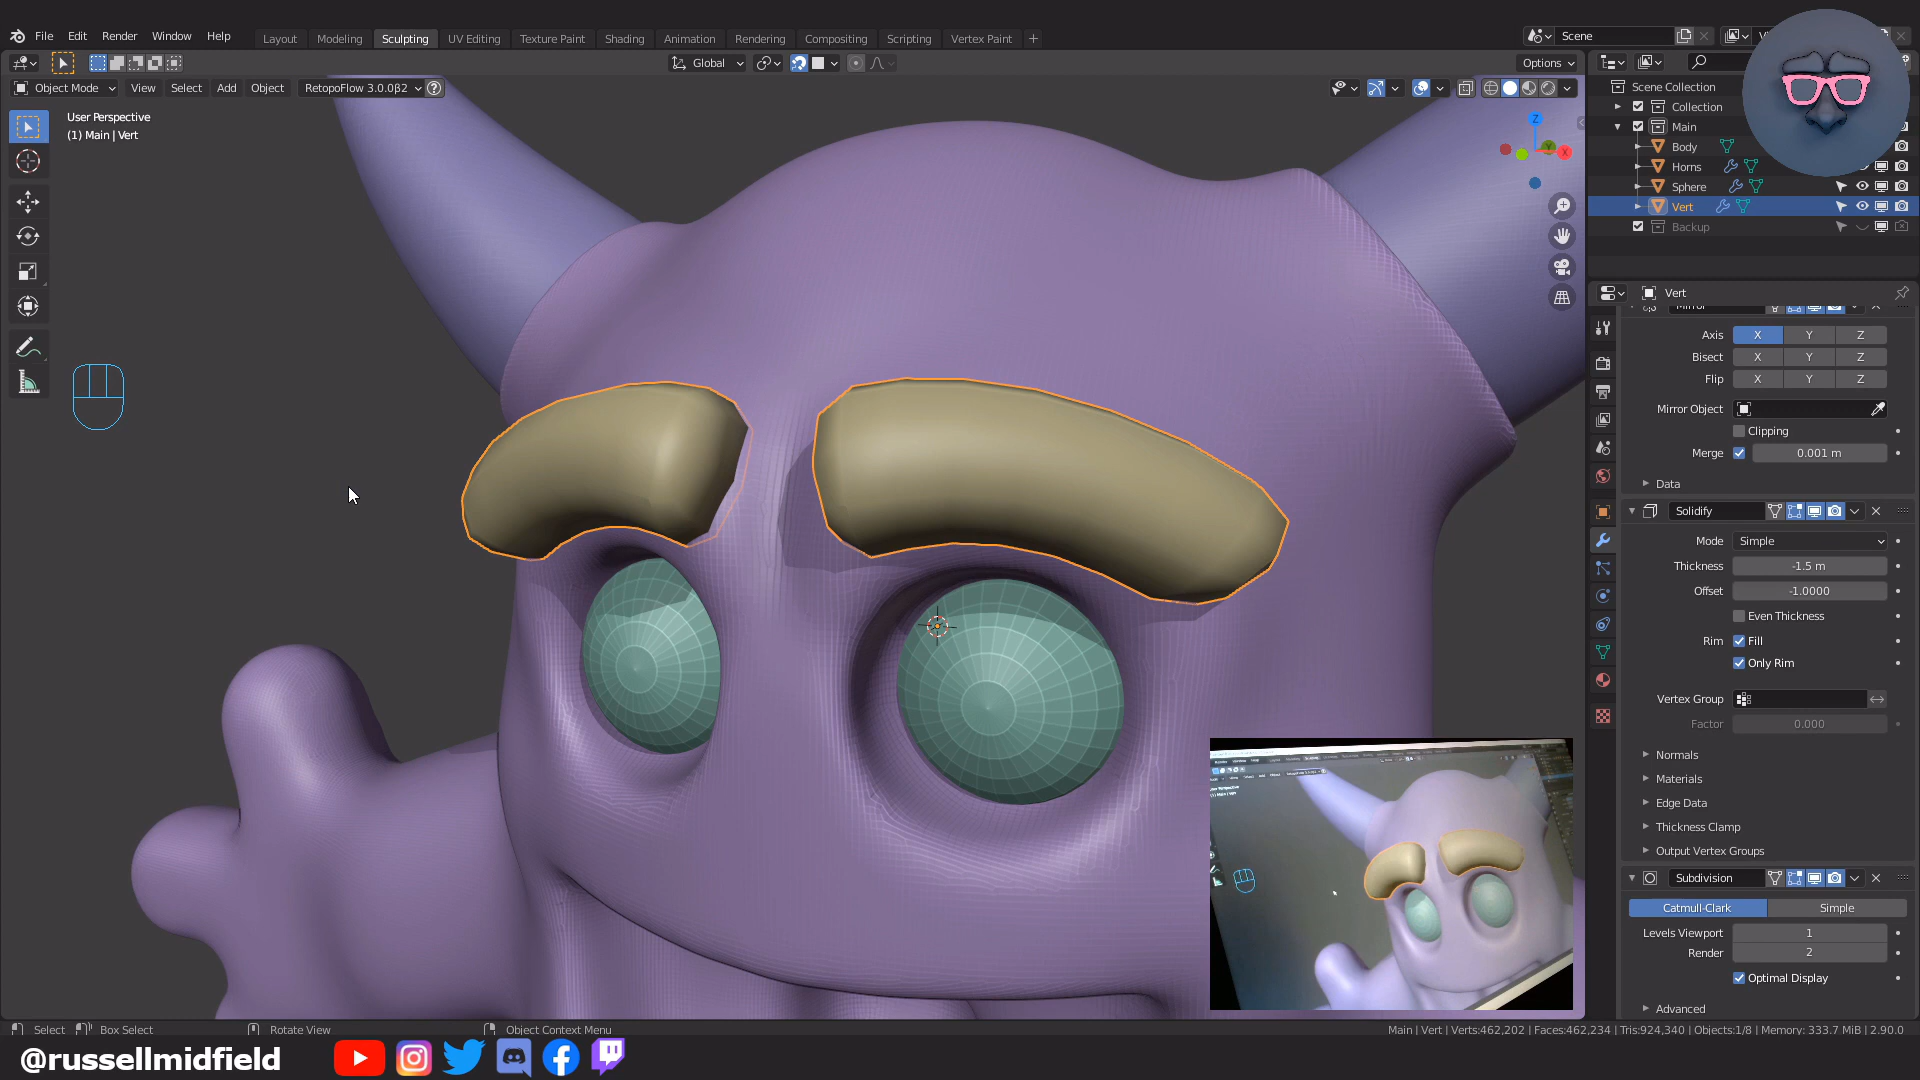 File Edit Render Window Help
Layout Modeling Sculpting UV Editing Texture Paint Shading Animation Rendering Compositing Scripting Vertex Paint +
Scene
Global
Options
Object Mode View Select Add Object RetopoFlow 3.0.0β2 ?
User Perspective
(1) Main | Vert
Z
Y
X
Scene Collection
Collection
Main
Body
Horns
Sphere
Vert
Backup
Vert
Mirror
Axis X Y Z
Bisect X Y Z
Flip X Y Z
Mirror Object
Clipping
Merge 0.001 m
Data
Solidify
Mode Simple
Thickness -1.5 m
Offset -1.0000
Even Thickness
Rim Fill
Only Rim
Vertex Group
Factor 0.000
Normals
Materials
Edge Data
Thickness Clamp
Output Vertex Groups
Subdivision
Catmull-Clark Simple
Levels Viewport 1
Render 2
Optimal Display
Advanced
Select Box Select Rotate View Object Context Menu
Main | Vert | Verts:462,202 | Faces:462,234 | Tris:924,340 | Objects:1/8 | Memory: 333.7 MiB | 2.90.0
@russellmidfield